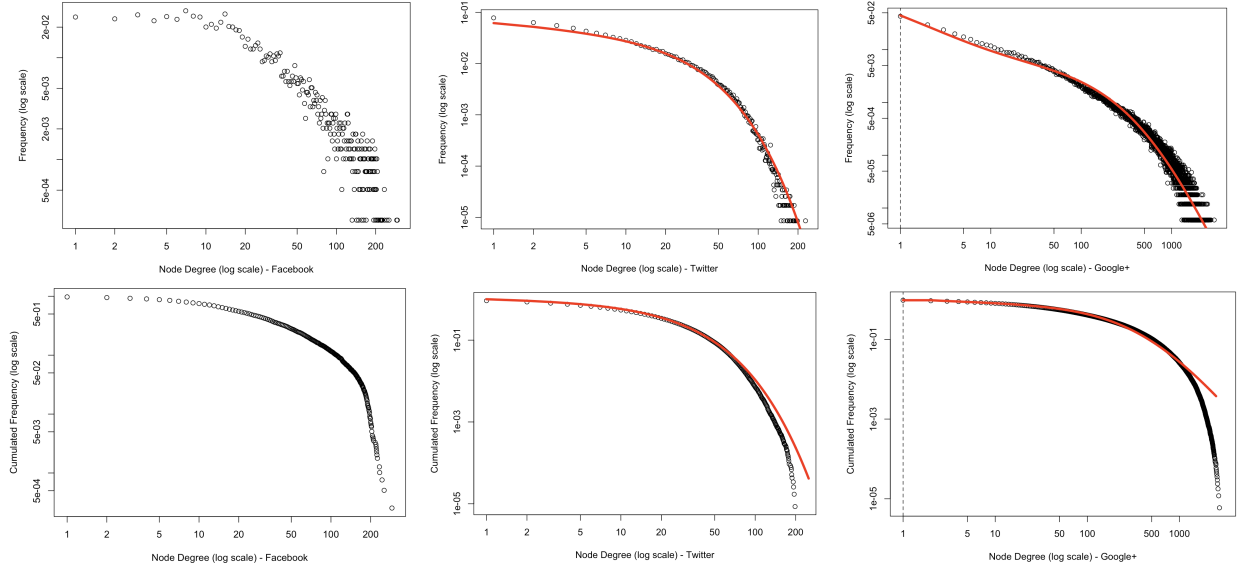 Frequency (log scale)
2e-02
5e-03
2e-03
5e-04
1 2 5 10 20 50 100 200
Node Degree (log scale) - Facebook
Frequency (log scale)
1e-01
1e-02
1e-03
1e-04
1e-05
1 2 5 10 20 50 100 200
Node Degree (log scale) - Twitter
Frequency (log scale)
5e-02
5e-03
5e-04
5e-05
5e-06
1 5 10 50 100 500 1000
Node Degree (log scale) - Google+
Cumulated Frequency (log scale)
5e-01
5e-02
5e-03
5e-04
1 2 5 10 20 50 100 200
Node Degree (log scale) - Facebook
Cumulated Frequency (log scale)
1e-01
1e-03
1e-05
1 2 5 10 20 50 100 200
Node Degree (log scale) - Twitter
Cumulated Frequency (log scale)
1e-01
1e-03
1e-05
1 5 10 50 100 500 1000
Node Degree (log scale) - Google+